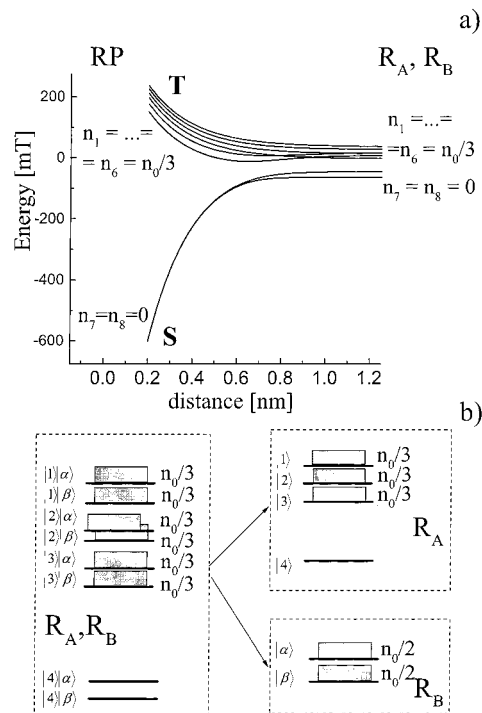 a)
RP
R_A, R_B
T
200
0
-200
-400
-600
Energy [mT]
n_1 = ...=
= n_6 = n_0/3
n_1 = ...=
=n_6 = n_0/3
n_7 = n_8 = 0
n_7=n_8=0
S
0.0 0.2 0.4 0.6 0.8 1.0 1.2
distance [nm]
b)
|1⟩|α⟩ n_0/3
|1⟩|β⟩ n_0/3
|2⟩|α⟩ n_0/3
|2⟩|β⟩ n_0/3
|3⟩|α⟩ n_0/3
|3⟩|β⟩ n_0/3
R_A,R_B
|4⟩|α⟩
|4⟩|β⟩
|1⟩ n_0/3
|2⟩ n_0/3
|3⟩ n_0/3
R_A
|4⟩
|α⟩ n_0/2
|β⟩ n_0/2
R_B